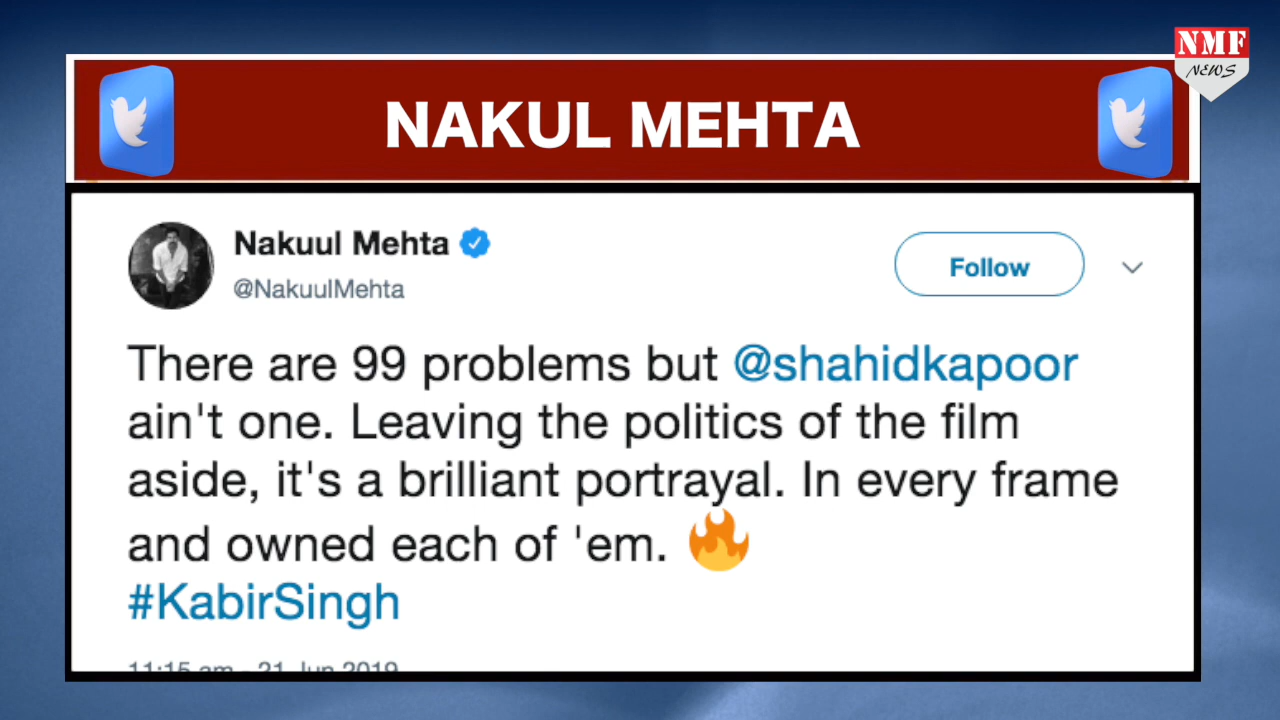 NMF
NEWS
NAKUL MEHTA
Nakuul Mehta
@NakuulMehta
Follow
There are 99 problems but @shahidkapoor
ain't one. Leaving the politics of the film
aside, it's a brilliant portrayal. In every frame
and owned each of 'em. 🔥
#KabirSingh
11:15 am - 21 Jun 2019